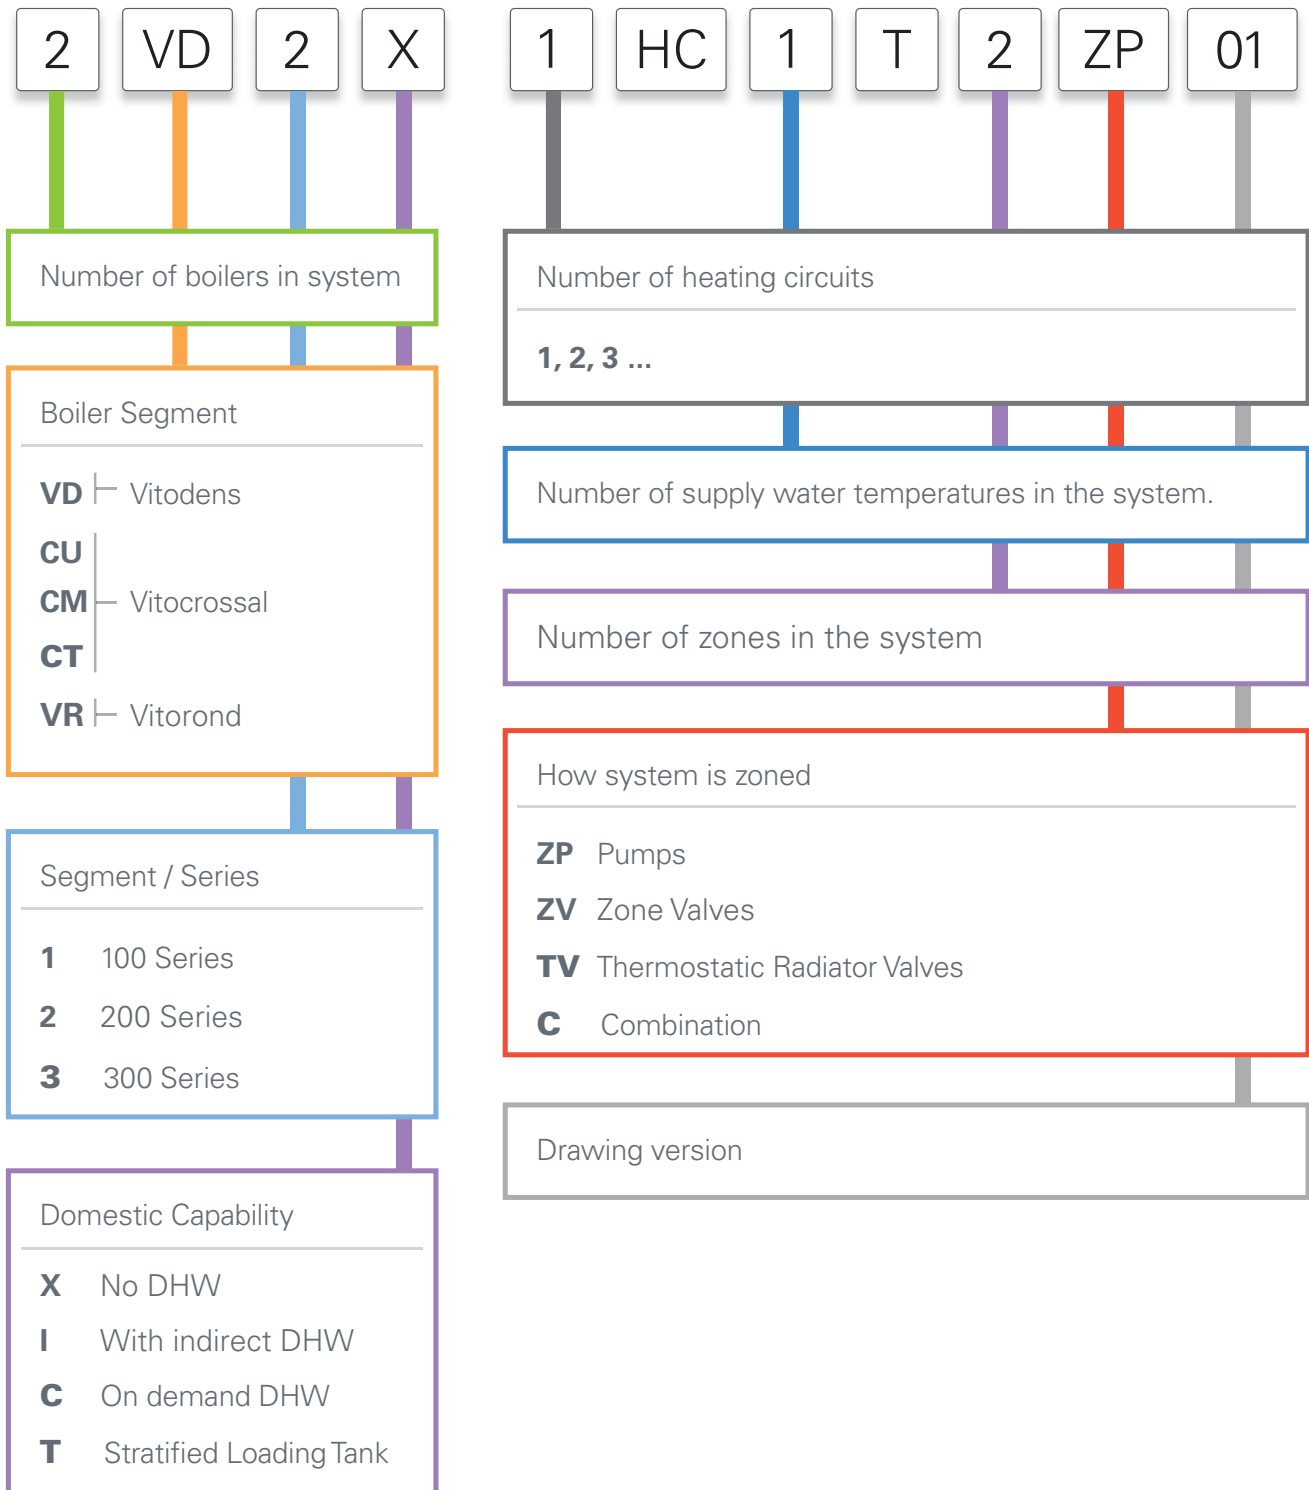 2 VD 2 X 1 HC 1 T 2 ZP 01
Number of boilers in system
Boiler Segment
VD Vitodens
CU
CM Vitocrossal
CT
VR Vitorond
Segment / Series
1 100 Series
2 200 Series
3 300 Series
Domestic Capability
X No DHW
I With indirect DHW
C On demand DHW
T Stratified Loading Tank
Number of heating circuits
1, 2, 3 ...
Number of supply water temperatures in the system.
Number of zones in the system
How system is zoned
ZP Pumps
ZV Zone Valves
TV Thermostatic Radiator Valves
C Combination
Drawing version